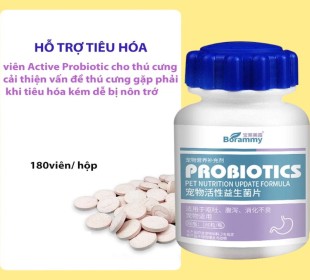 HỖ TRỢ TIÊU HÓA
viên Active Probiotic cho thú cưng
cải thiện vấn đề thú cưng gặp phải
khi tiêu hóa kém dễ bị nôn trớ
180viên/ hộp
Borammy
PROBIOTICS
PET NUTRITION UPDATE FORMULA
宠物活性益生菌片